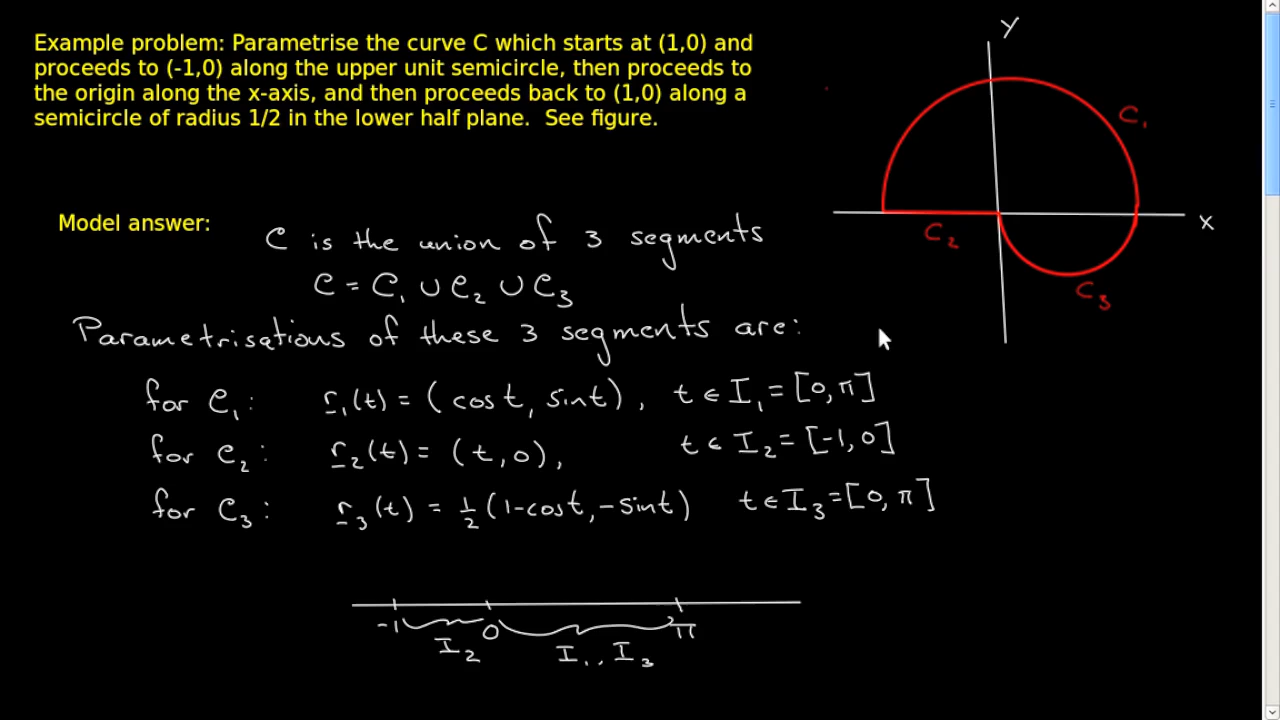 Example problem: Parametrise the curve C which starts at (1,0) and
proceeds to (-1,0) along the upper unit semicircle, then proceeds to
the origin along the x-axis, and then proceeds back to (1,0) along a
semicircle of radius 1/2 in the lower half plane.  See figure.
Y
C₁
X
C₂
C₃
Model answer:
C is the union of 3 segments
C = C₁ ∪ C₂ ∪ C₃
Parametrisations of these 3 segments are:
for C₁: r̲₁(t) = (cos t, sin t), t ∈ I₁ = [0, π]
for C₂: r̲₂(t) = (t, 0), t ∈ I₂ = [-1, 0]
for C₃: r̲₃(t) = ½ (1-cos t, -sin t) t ∈ I₃ = [0, π]
-1 0 π
I₂ I₁, I₃